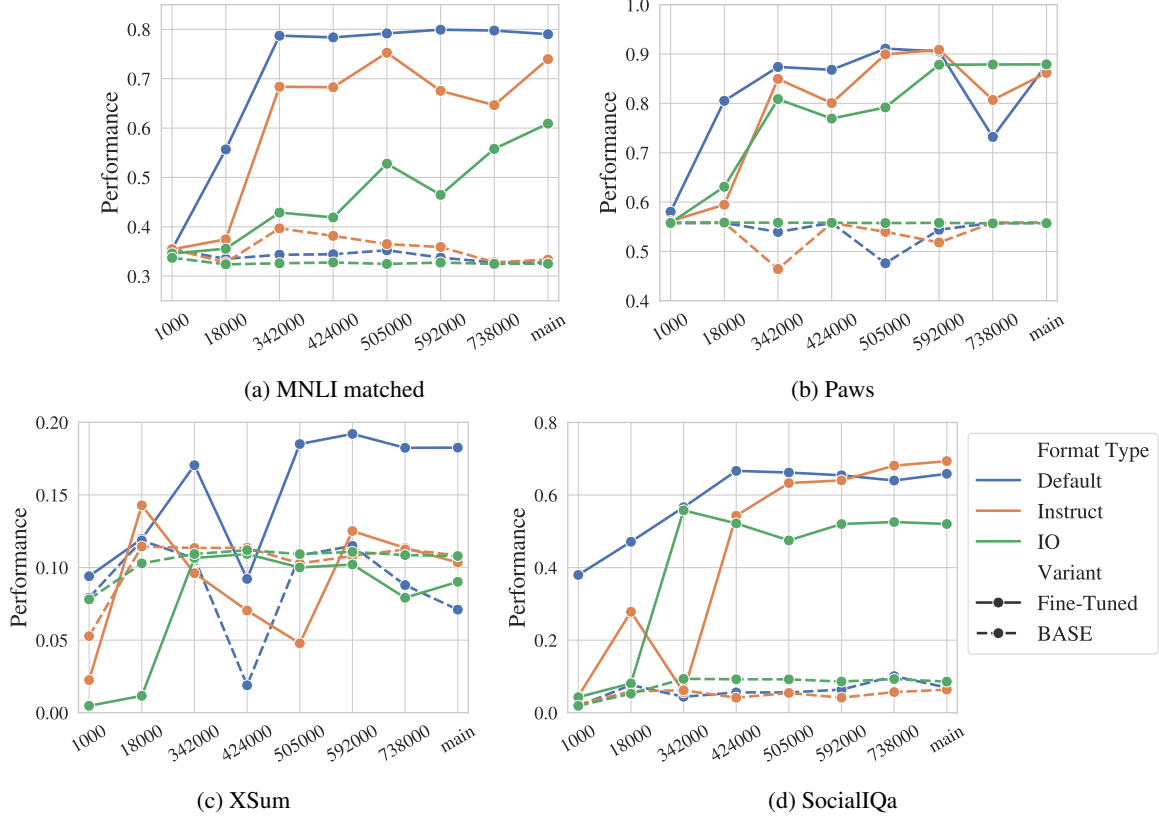 0.8
0.7
0.6
0.5
0.4
0.3
Performance
1000
18000
342000
424000
505000
592000
738000
main
(a) MNLI matched
1.0
0.9
0.8
0.7
0.6
0.5
0.4
Performance
1000
18000
342000
424000
505000
592000
738000
main
(b) Paws
0.20
0.15
0.10
0.05
0.00
Performance
1000
18000
342000
424000
505000
592000
738000
main
(c) XSum
0.8
0.6
0.4
0.2
0.0
Performance
1000
18000
342000
424000
505000
592000
738000
main
(d) SocialIQa
Format Type
Default
Instruct
IO
Variant
Fine-Tuned
BASE